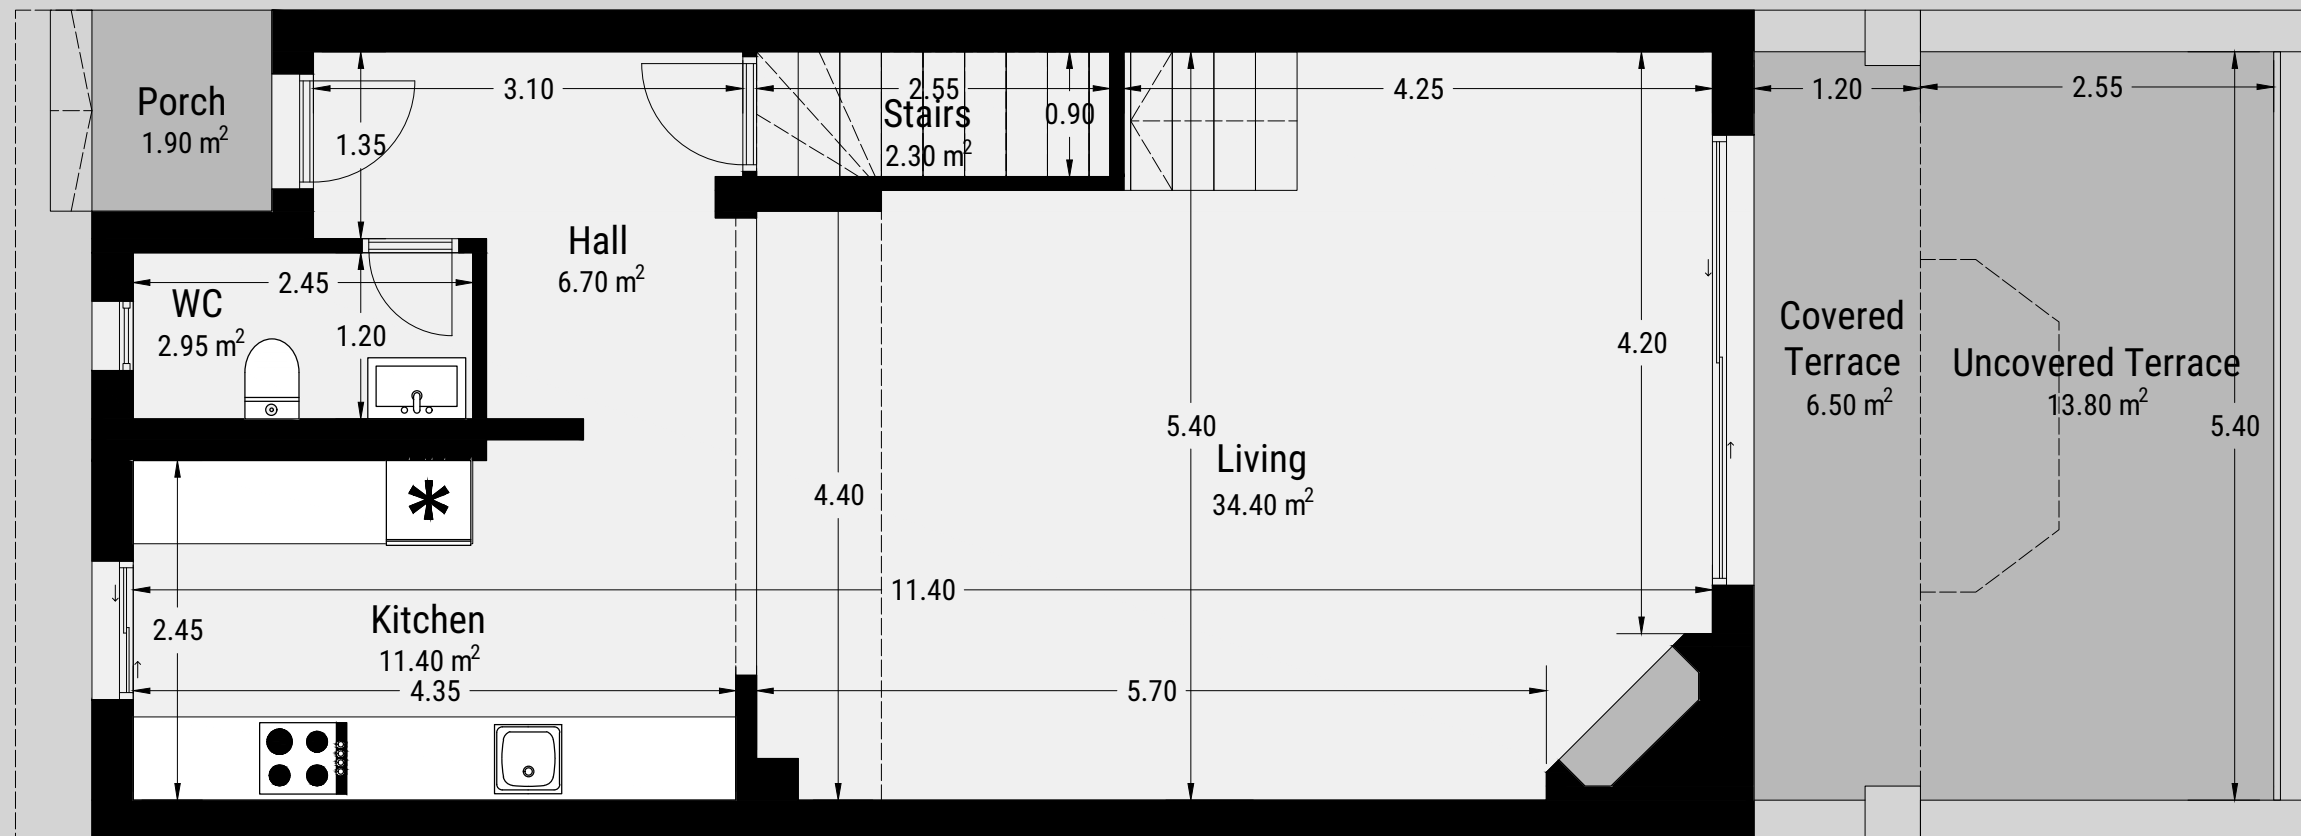 Porch
1.90 m²
3.10
1.35
2.55
Stairs
2.30 m²
0.90
4.25
1.20
2.55
Hall
6.70 m²
2.45
WC
2.95 m²
1.20
4.20
Covered
Terrace
6.50 m²
Uncovered Terrace
13.80 m²
5.40
5.40
Living
34.40 m²
4.40
11.40
Kitchen
11.40 m²
2.45
4.35
5.70